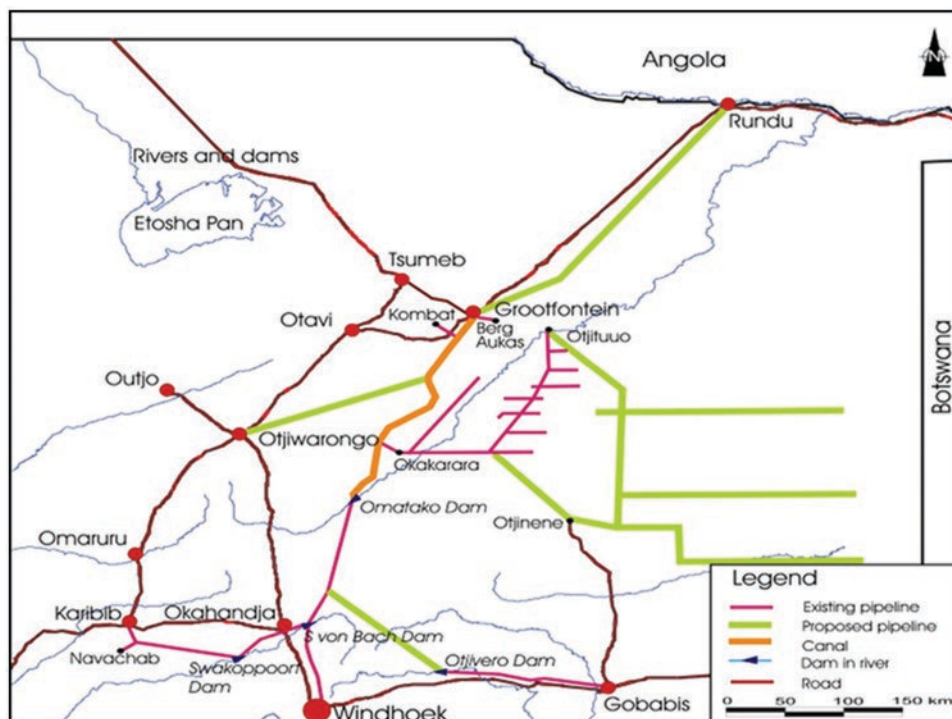 Angola
N
Rundu
Rivers and dams
Etosha Pan
Tsumeb
Grootfontein
Kombat
Berg
Aukas
Otavi
Otjituuo
Outjo
Botswana
Otjiwarongo
Okakarara
Omatako Dam
Otjinene
Omaruru
Karibib
Okahandja
S von Bach Dam
Navachab
Swakoppoort
Dam
Otjivero Dam
Gobabis
Windhoek
Legend
Existing pipeline
Proposed pipeline
Canal
Dam in river
Road
0 50 100 150 km